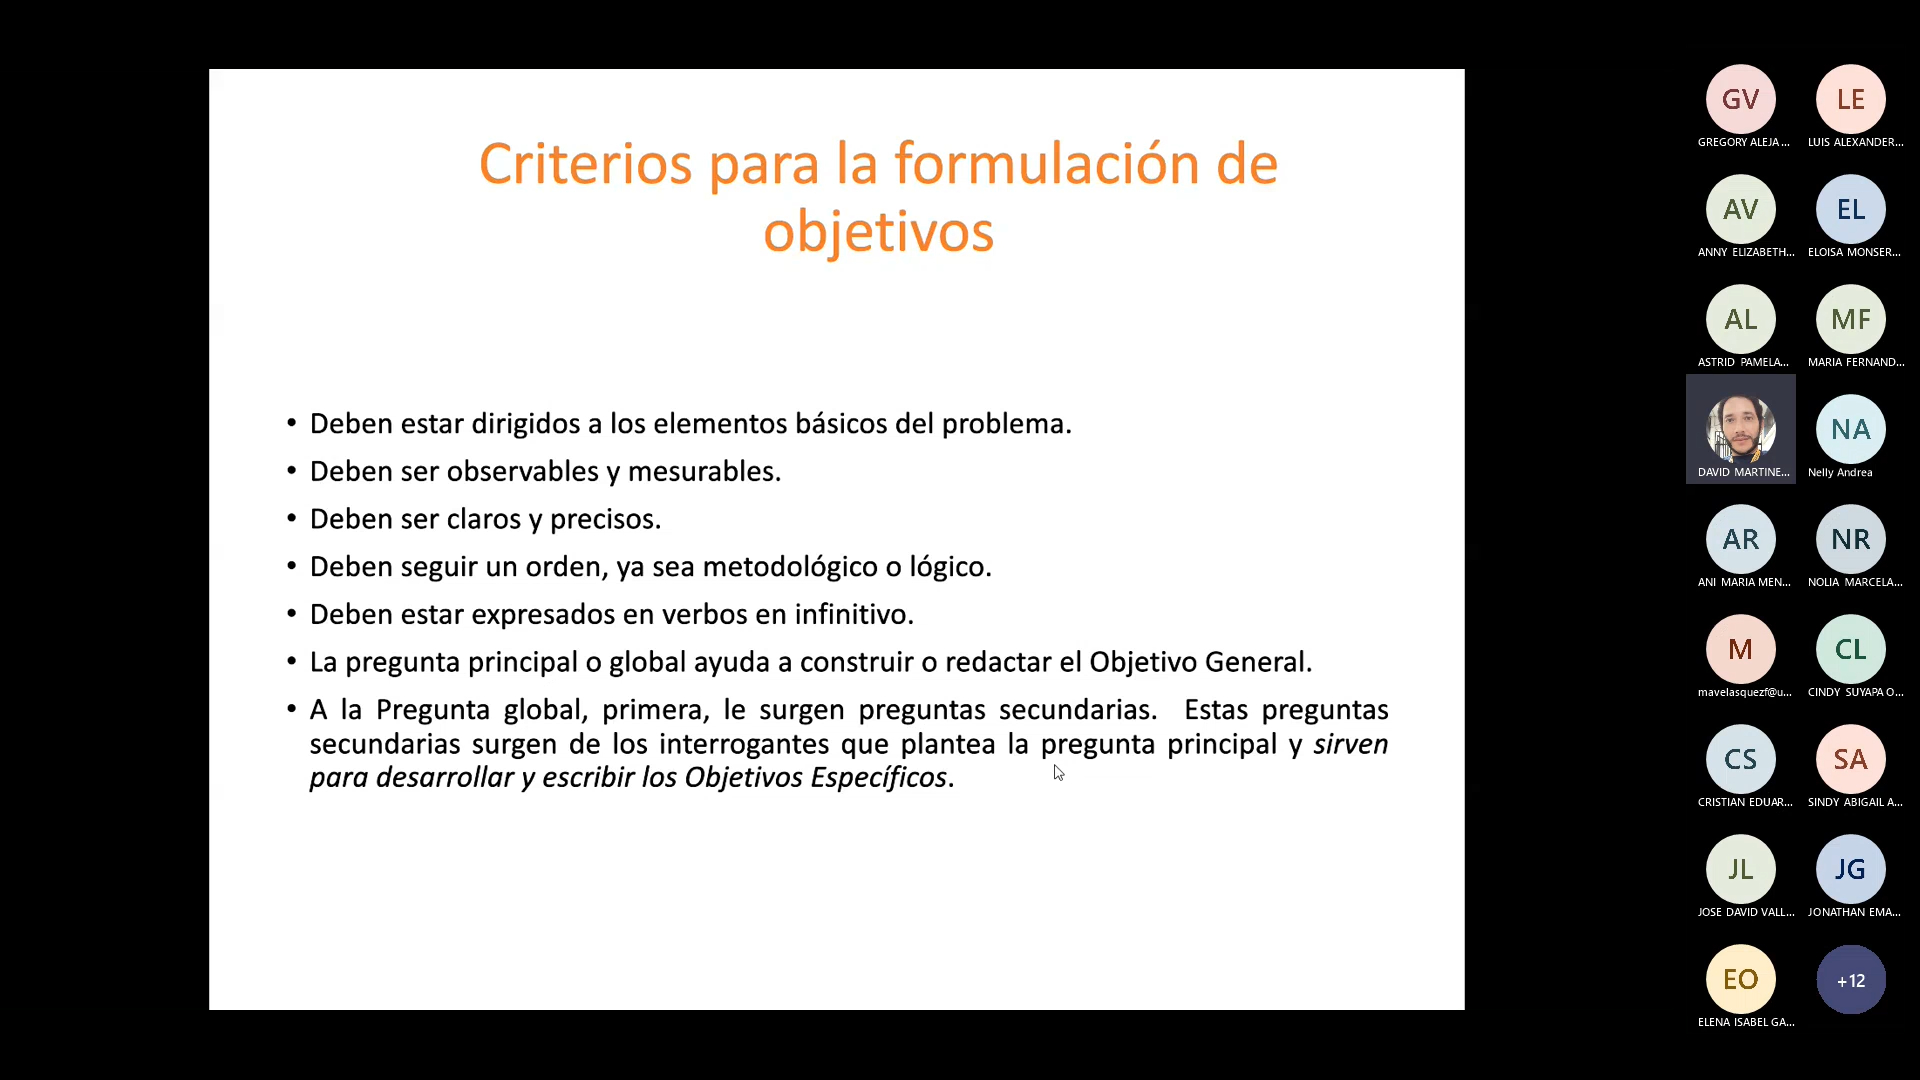 Criterios para la formulación de
objetivos
• Deben estar dirigidos a los elementos básicos del problema.
• Deben ser observables y mesurables.
• Deben ser claros y precisos.
• Deben seguir un orden, ya sea metodológico o lógico.
• Deben estar expresados en verbos en infinitivo.
• La pregunta principal o global ayuda a construir o redactar el Objetivo General.
• A la Pregunta global, primera, le surgen preguntas secundarias. Estas preguntas
secundarias surgen de los interrogantes que plantea la pregunta principal y sirven
para desarrollar y escribir los Objetivos Específicos.
GV LE
GREGORY ALEJA... LUIS ALEXANDER...
AV EL
ANNY ELIZABETH... ELOISA MONSER...
AL MF
ASTRID PAMELA... MARIA FERNAND...
NA
DAVID MARTINE... Nelly Andrea
AR NR
ANI MARIA MEN... NOLIA MARCELA...
M CL
mavelasquezf@u... CINDY SUYAPA O...
CS SA
CRISTIAN EDUAR... SINDY ABIGAIL A...
JL JG
JOSE DAVID VALL... JONATHAN EMA...
EO +12
ELENA ISABEL GA...